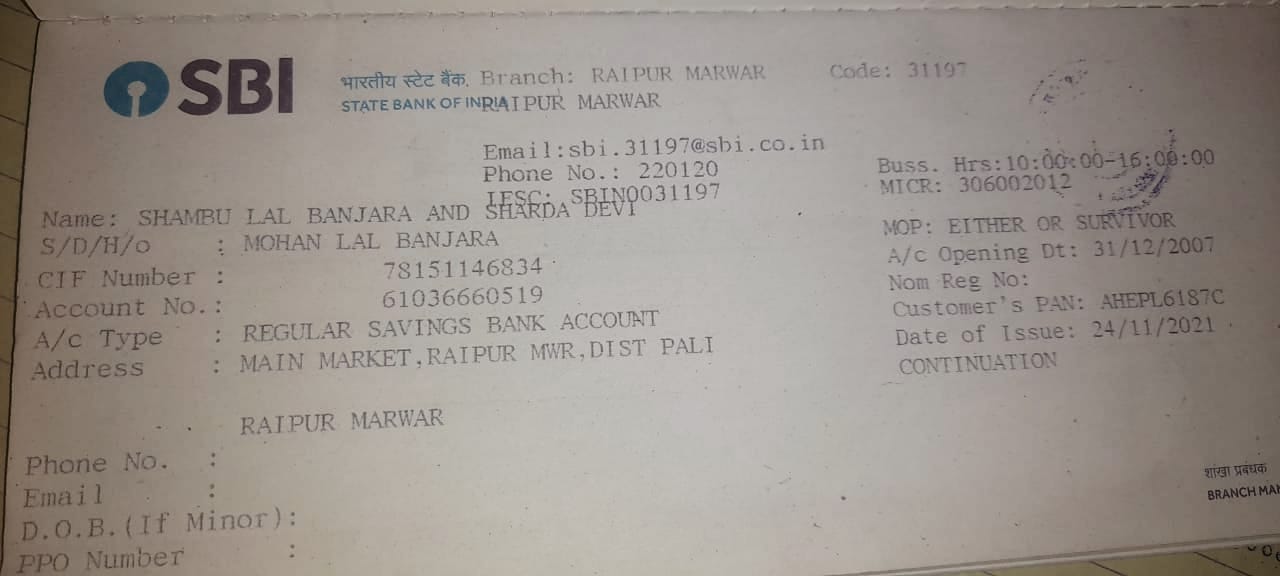 SBI
भारतीय स्टेट बैंक. Branch: RAIPUR MARWAR Code: 31197
STATE BANK OF INDIA RAIPUR MARWAR
Email:sbi.31197@sbi.co.in
Phone No.: 220120 Buss. Hrs:10:00:00-16:00:00
IFSC: SBIN0031197 MICR: 306002012
Name: SHAMBU LAL BANJARA AND SHARDA DEVI
S/D/H/o : MOHAN LAL BANJARA MOP: EITHER OR SURVIVOR
CIF Number : 78151146834 A/c Opening Dt: 31/12/2007
Account No.: 61036660519 Nom Reg No:
A/c Type : REGULAR SAVINGS BANK ACCOUNT Customer's PAN: AHEPL6187C
Address : MAIN MARKET,RAIPUR MWR,DIST PALI Date of Issue: 24/11/2021
CONTINUATION
RAIPUR MARWAR
Phone No. :
Email :
D.O.B.(If Minor):
PPO Number :
शाखा प्रबंधक
BRANCH MAN